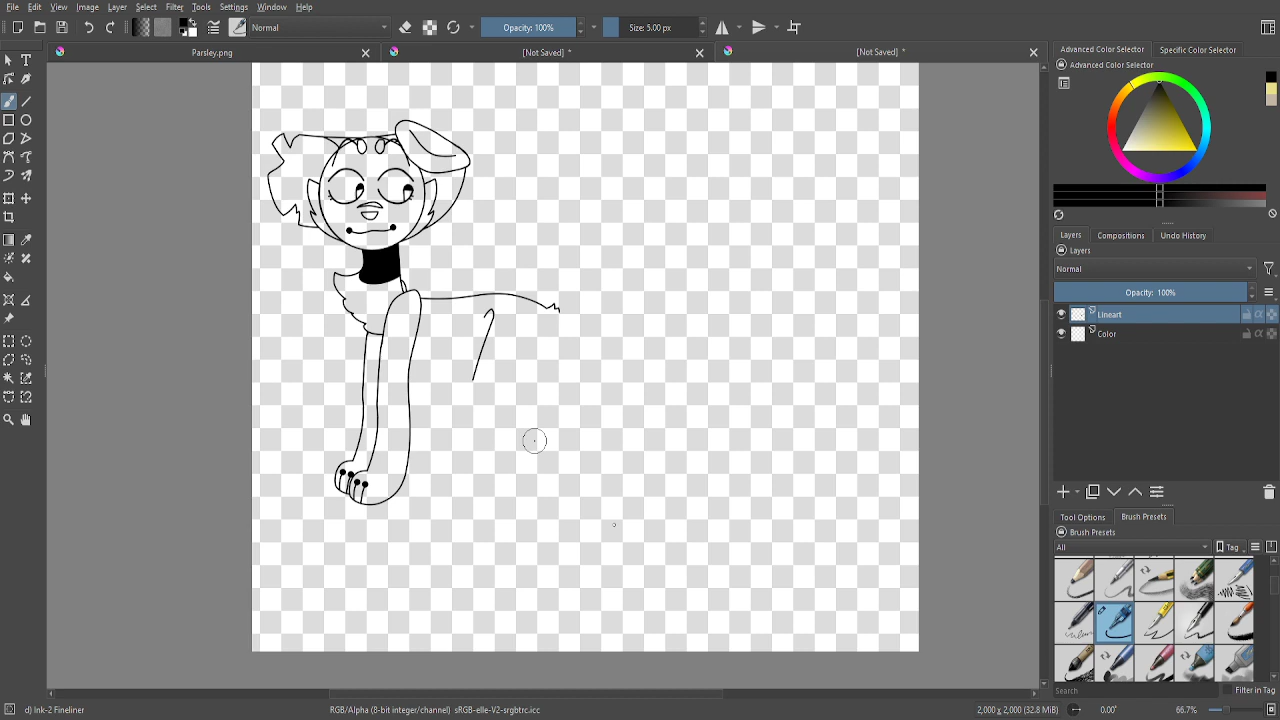 File Edit View Image Layer Select Filter Tools Settings Window Help
Normal Opacity: 100% Size: 5.00 px
Parsley.png [Not Saved] * [Not Saved] *
Advanced Color Selector Specific Color Selector
Advanced Color Selector
Layers Compositions Undo History
Layers
Normal
Opacity: 100%
Lineart
Color
Tool Options Brush Presets
Brush Presets
All Tag
Search Filter in Tag
d) Ink-2 Fineliner RGB/Alpha (8-bit integer/channel) sRGB-elle-V2-srgbtrc.icc 2,000 x 2,000 (32.8 MiB) 0.00° 66.7%